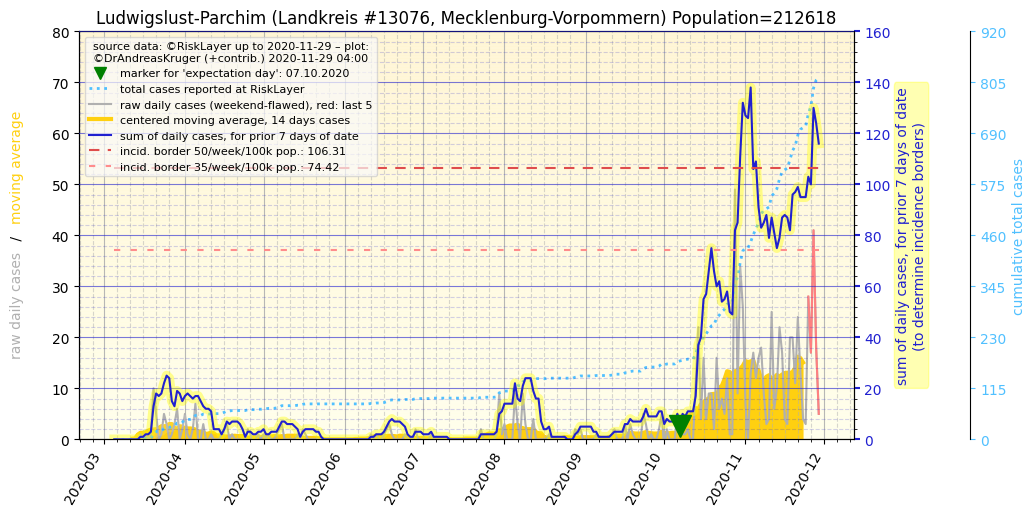 Ludwigslust-Parchim (Landkreis #13076, Mecklenburg-Vorpommern) Population=212618
source data: ©RiskLayer up to 2020-11-29 – plot:
©DrAndreasKruger (+contrib.) 2020-11-29 04:00
marker for 'expectation day': 07.10.2020
total cases reported at RiskLayer
raw daily cases (weekend-flawed), red: last 5
centered moving average, 14 days cases
sum of daily cases, for prior 7 days of date
incid. border 50/week/100k pop.: 106.31
incid. border 35/week/100k pop.: 74.42
raw daily cases / moving average
80
70
60
50
40
30
20
10
0
160
140
120
100
80
60
40
20
0
sum of daily cases, for prior 7 days of date
(to determine incidence borders)
920
805
690
575
460
345
230
115
0
cumulative total cases
2020-03
2020-04
2020-05
2020-06
2020-07
2020-08
2020-09
2020-10
2020-11
2020-12